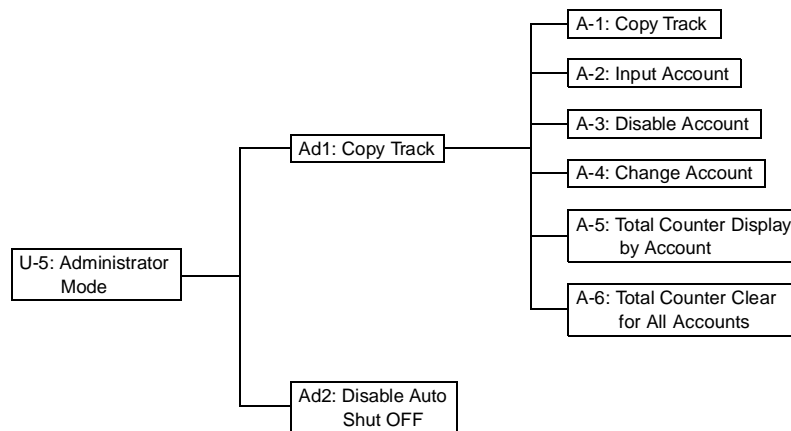 A-1: Copy Track
A-2: Input Account
A-3: Disable Account
Ad1: Copy Track
A-4: Change Account
A-5: Total Counter Display
by Account
U-5: Administrator
Mode
A-6: Total Counter Clear
for All Accounts
Ad2: Disable Auto
Shut OFF